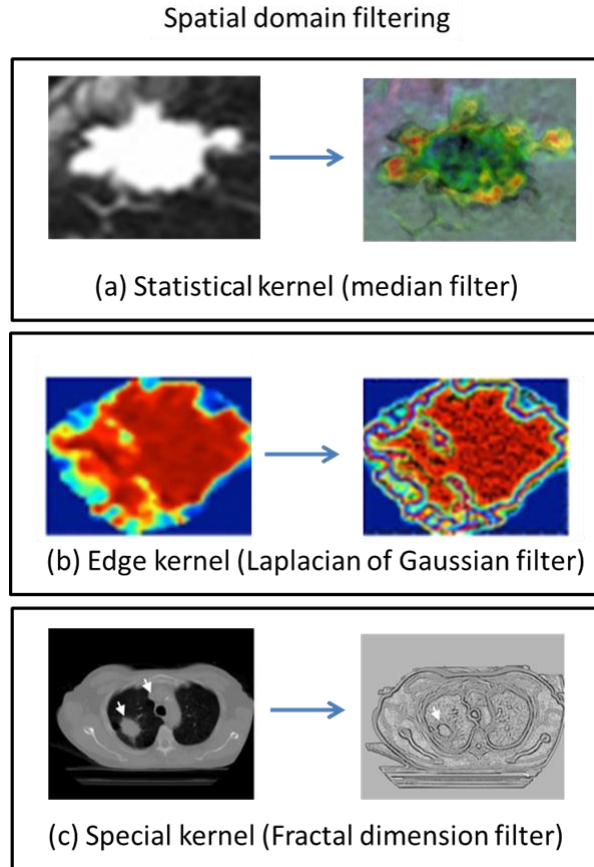 Spatial domain filtering
(a) Statistical kernel (median filter)
(b) Edge kernel (Laplacian of Gaussian filter)
(c) Special kernel (Fractal dimension filter)